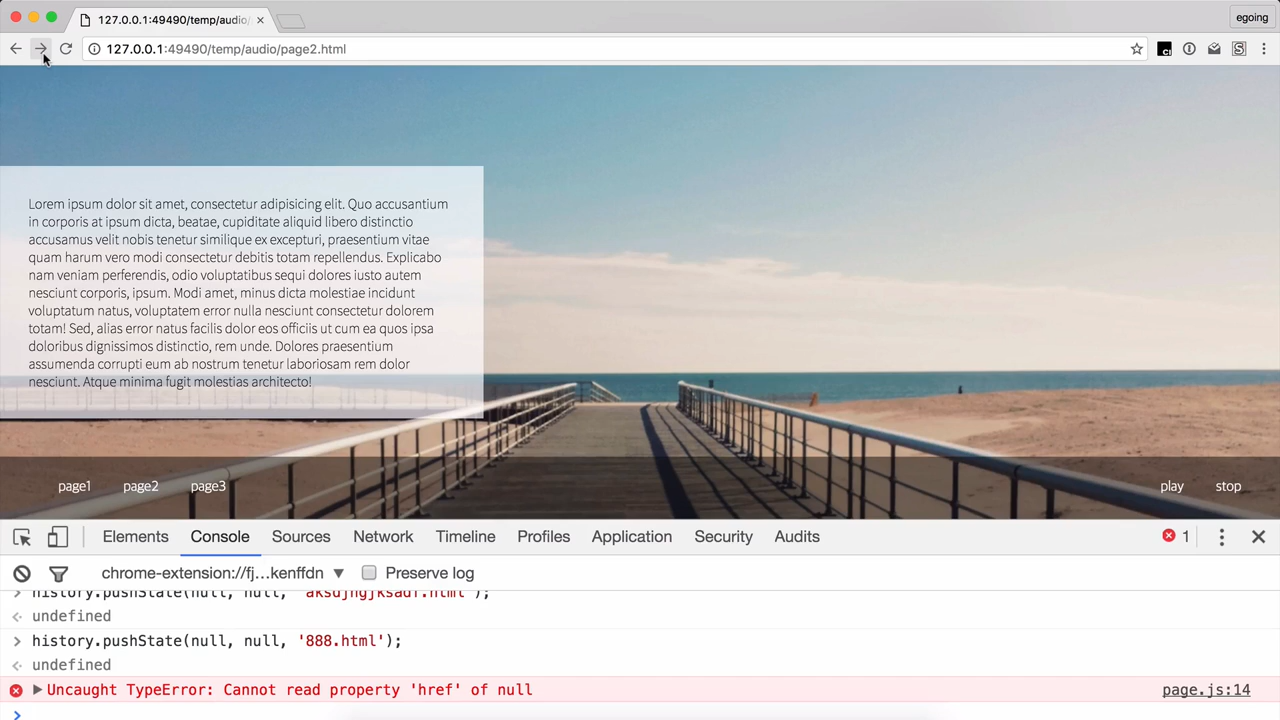 127.0.0.1:49490/temp/audio/
egoing
127.0.0.1:49490/temp/audio/page2.html
Lorem ipsum dolor sit amet, consectetur adipisicing elit. Quo accusantium
in corporis at ipsum dicta, beatae, cupiditate aliquid libero distinctio
accusamus velit nobis tenetur similique ex excepturi, praesentium vitae
quam harum vero modi consectetur debitis totam repellendus. Explicabo
nam veniam perferendis, odio voluptatibus sequi dolores iusto autem
nesciunt corporis, ipsum. Modi amet, minus dicta molestiae incidunt
voluptatum natus, voluptatem error nulla nesciunt consectetur dolorem
totam! Sed, alias error natus facilis dolor eos officiis ut cum ea quos ipsa
doloribus dignissimos distinctio, rem unde. Dolores praesentium
assumenda corrupti eum ab nostrum tenetur laboriosam rem dolor
nesciunt. Atque minima fugit molestias architecto!
page1 page2 page3 play stop
Elements Console Sources Network Timeline Profiles Application Security Audits 1
chrome-extension://fj…kenffdn Preserve log
history.pushState(null, null,
undefined
history.pushState(null, null, '888.html');
undefined
Uncaught TypeError: Cannot read property 'href' of null page.js:14